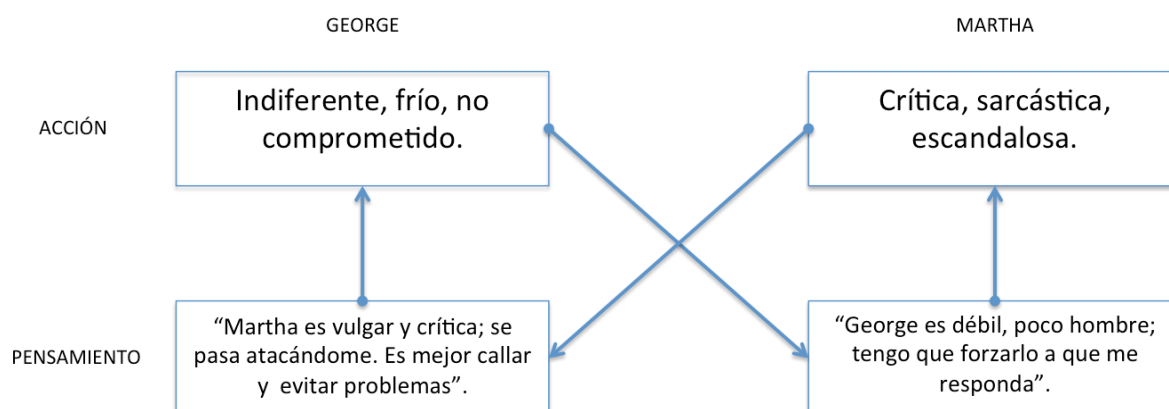 GEORGE
MARTHA
ACCIÓN
Indiferente, frío, no
comprometido.
Crítica, sarcástica,
escandalosa.
PENSAMIENTO
“Martha es vulgar y crítica; se
pasa atacándome. Es mejor callar
y evitar problemas”.
“George es débil, poco hombre;
tengo que forzarlo a que me
responda”.